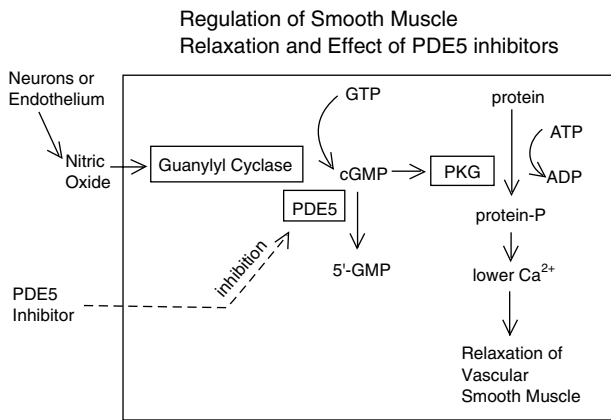 Regulation of Smooth Muscle
Relaxation and Effect of PDE5 inhibitors
Neurons or
Endothelium
Nitric
Oxide
Guanylyl Cyclase
GTP
cGMP
PDE5
5'-GMP
inhibition
PDE5
Inhibitor
PKG
protein
ATP
ADP
protein-P
lower Ca²⁺
Relaxation of
Vascular
Smooth Muscle